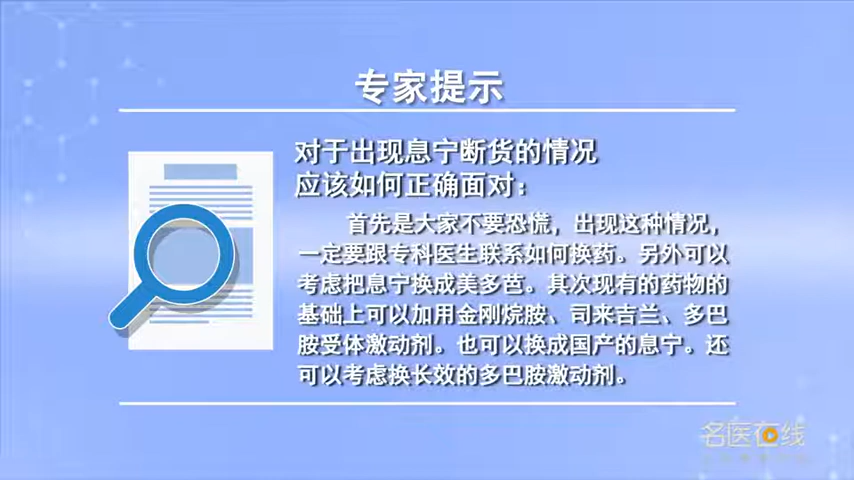 专家提示
对于出现息宁断货的情况
应该如何正确面对：
首先是大家不要恐慌，出现这种情况，
一定要跟专科医生联系如何换药。另外可以
考虑把息宁换成美多芭。其次现有的药物的
基础上可以加用金刚烷胺、司来吉兰、多巴
胺受体激动剂。也可以换成国产的息宁。还
可以考虑换长效的多巴胺激动剂。
名医在线